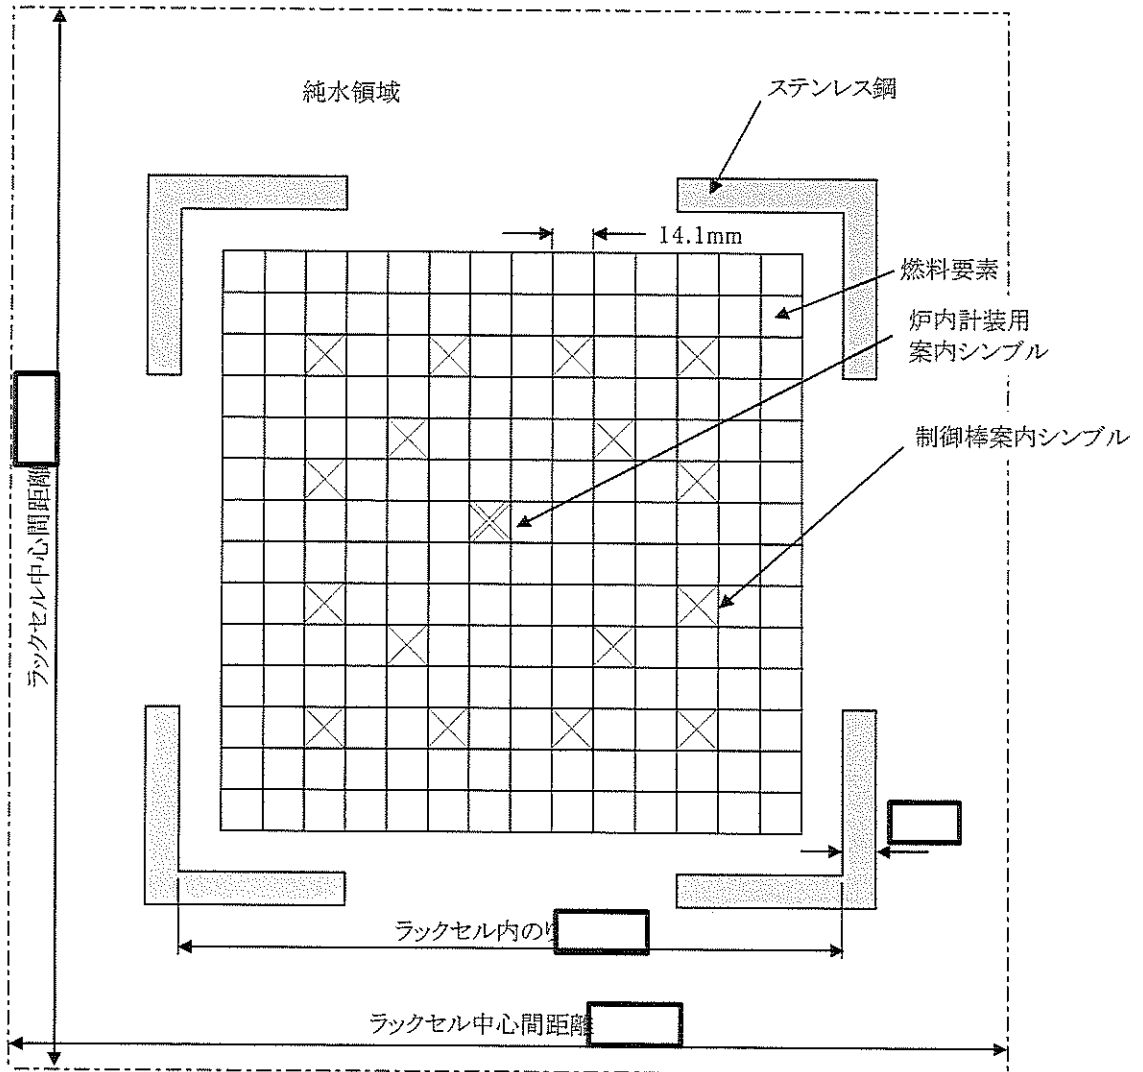 純水領域
ステンレス鋼
14.1mm
燃料要素
炉内計装用
案内シンブル
制御棒案内シンブル
ラックセル中心間距離
ラックセル内のり
ラックセル中心間距離